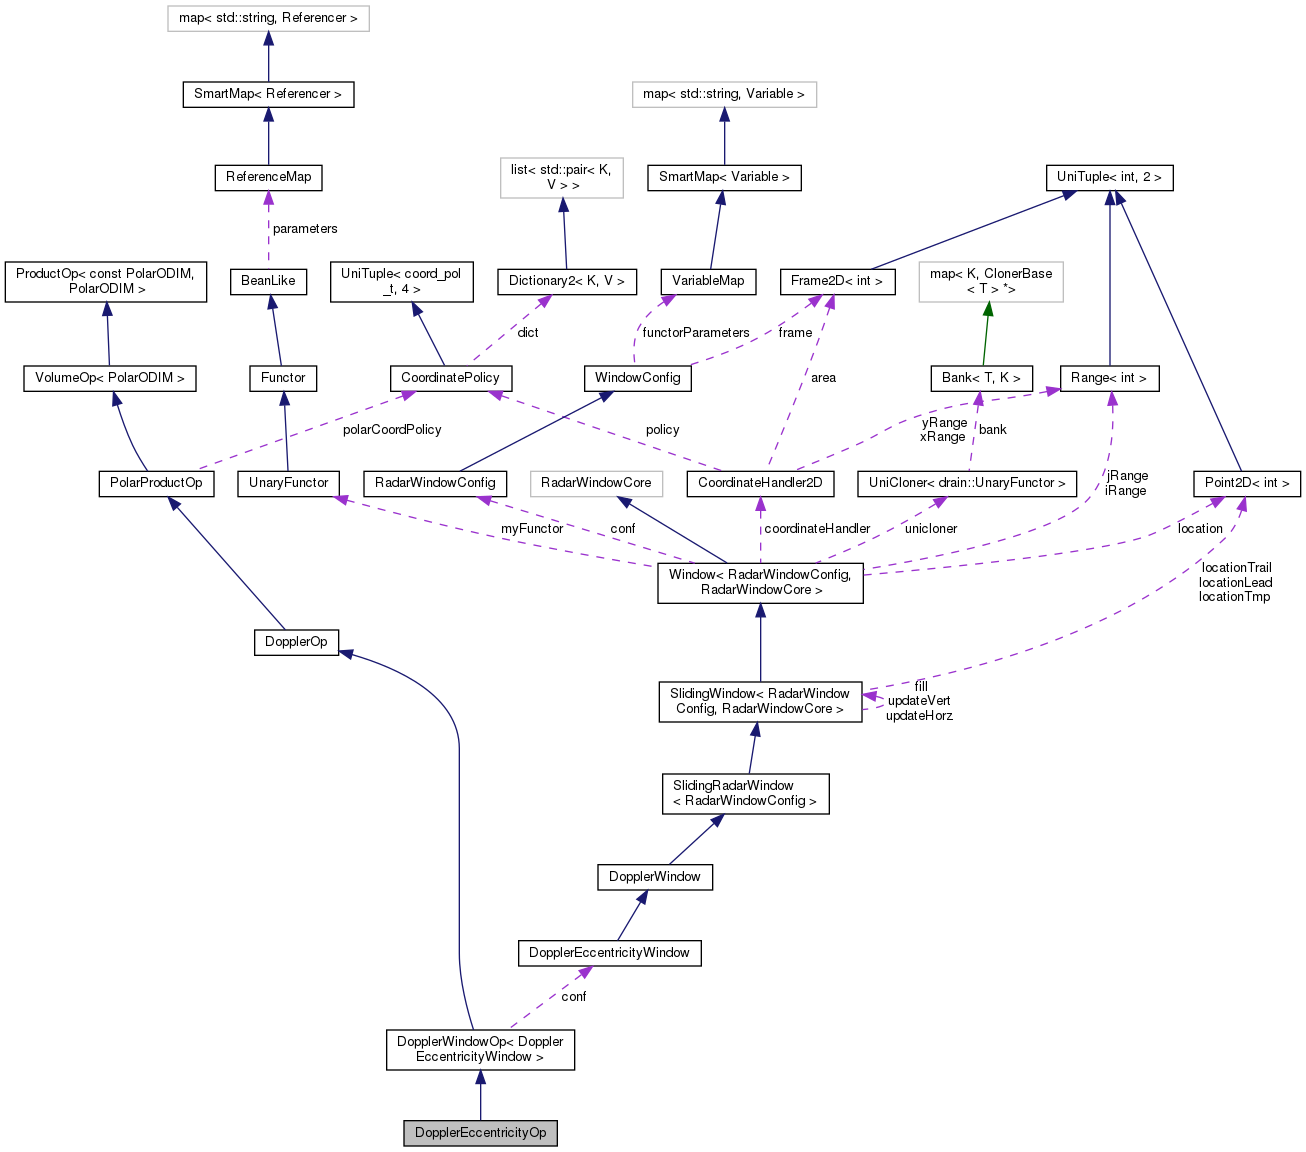 map< std::string, Referencer >
SmartMap< Referencer >
map< std::string, Variable >
ReferenceMap
list< std::pair< K,
V > >
SmartMap< Variable >
UniTuple< int, 2 >
parameters
ProductOp< const PolarODIM,
PolarODIM >
BeanLike
UniTuple< coord_pol
_t, 4 >
Dictionary2< K, V >
VariableMap
Frame2D< int >
map< K, ClonerBase
< T > *>
dict
functorParameters
frame
VolumeOp< PolarODIM >
Functor
CoordinatePolicy
WindowConfig
area
Bank< T, K >
Range< int >
polarCoordPolicy
policy
yRange
xRange
bank
PolarProductOp
UnaryFunctor
RadarWindowConfig
RadarWindowCore
CoordinateHandler2D
UniCloner< drain::UnaryFunctor >
jRange
iRange
Point2D< int >
myFunctor
conf
coordinateHandler
unicloner
location
Window< RadarWindowConfig,
RadarWindowCore >
locationTrail
locationLead
locationTmp
DopplerOp
SlidingWindow< RadarWindow
Config, RadarWindowCore >
fill
updateVert
updateHorz
SlidingRadarWindow
< RadarWindowConfig >
DopplerWindow
DopplerEccentricityWindow
conf
DopplerWindowOp< Doppler
EccentricityWindow >
DopplerEccentricityOp